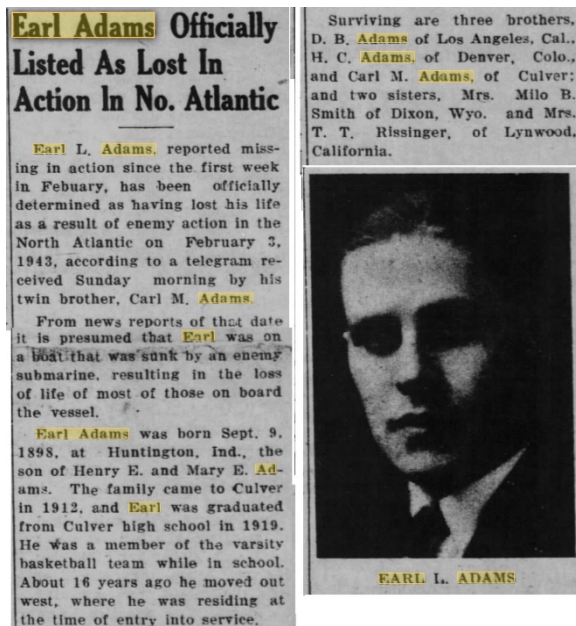 Earl Adams Officially
Listed As Lost In
Action In No. Atlantic
Earl L. Adams, reported miss-
ing in action since the first week
in Febuary, has been officially
determined as having lost his life
as a result of enemy action in the
North Atlantic on February 3,
1943, according to a telegram re-
ceived Sunday morning by his
twin brother, Carl M. Adams.
From news reports of that date
it is presumed that Earl was on
a boat that was sunk by an enemy
submarine, resulting in the loss
of life of most of those on board
the vessel.
Earl Adams was born Sept. 9,
1898, at Huntington, Ind., the
son of Henry E. and Mary E. Ad-
ams. The family came to Culver
in 1912, and Earl was graduated
from Culver high school in 1919.
He was a member of the varsity
basketball team while in school.
About 16 years ago he moved out
west, where he was residing at
the time of entry into service.
Surviving are three brothers,
D. B. Adams of Los Angeles, Cal.,
H. C. Adams, of Denver, Colo.,
and Carl M. Adams, of Culver;
and two sisters, Mrs. Milo B.
Smith of Dixon, Wyo. and Mrs.
T. T. Rissinger, of Lynwood,
California.
EARL L. ADAMS